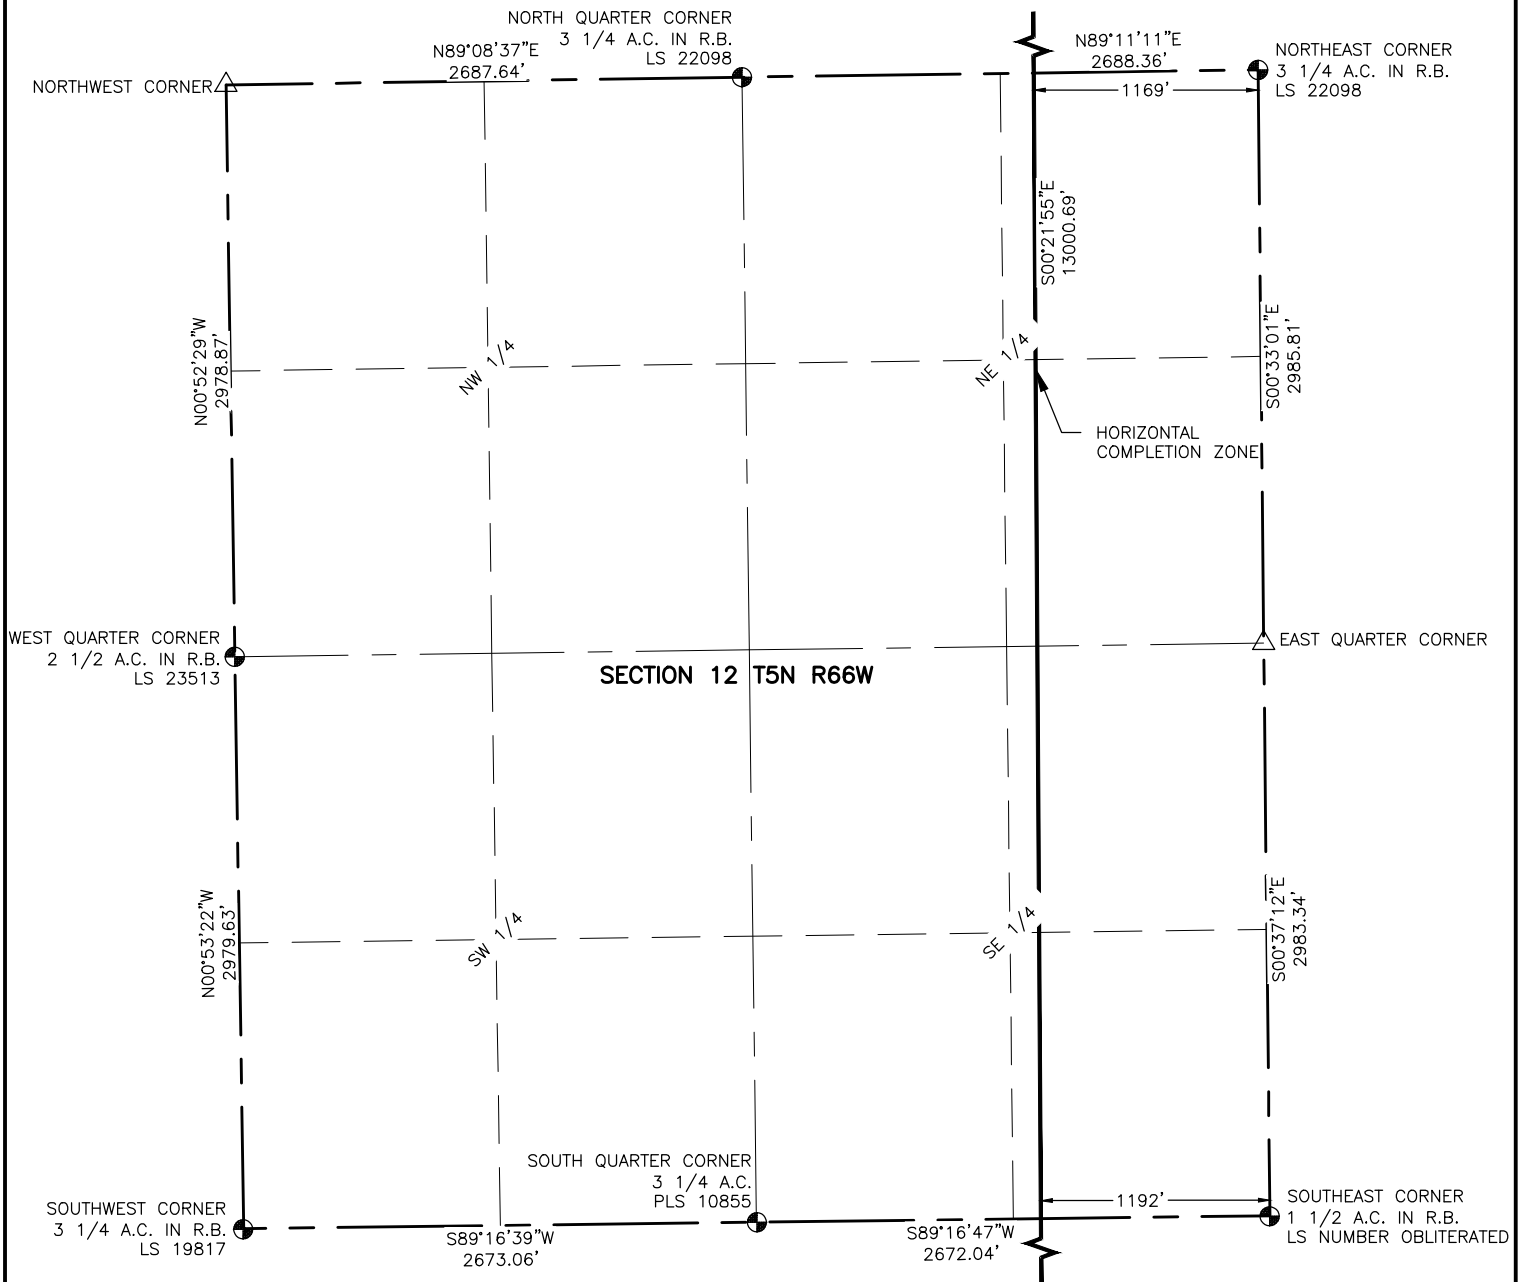 NORTH QUARTER CORNER
3 1/4 A.C. IN R.B.
LS 22098
N89°08'37"E
2687.64'
N89°11'11"E
2688.36'
1169'
NORTHEAST CORNER
3 1/4 A.C. IN R.B.
LS 22098
NORTHWEST CORNER
S00°21'55"E
13000.69'
N00°52'29"W
2978.87'
NW 1/4
NE 1/4
S00°33'01"E
2985.81'
HORIZONTAL
COMPLETION ZONE
WEST QUARTER CORNER
2 1/2 A.C. IN R.B.
LS 23513
EAST QUARTER CORNER
SECTION 12 T5N R66W
N00°53'22"W
2979.63'
SW 1/4
SE 1/4
S00°37'12"E
2983.34'
SOUTH QUARTER CORNER
3 1/4 A.C.
PLS 10855
1192'
SOUTHWEST CORNER
3 1/4 A.C. IN R.B.
LS 19817
S89°16'39"W
2673.06'
S89°16'47"W
2672.04'
SOUTHEAST CORNER
1 1/2 A.C. IN R.B.
LS NUMBER OBLITERATED